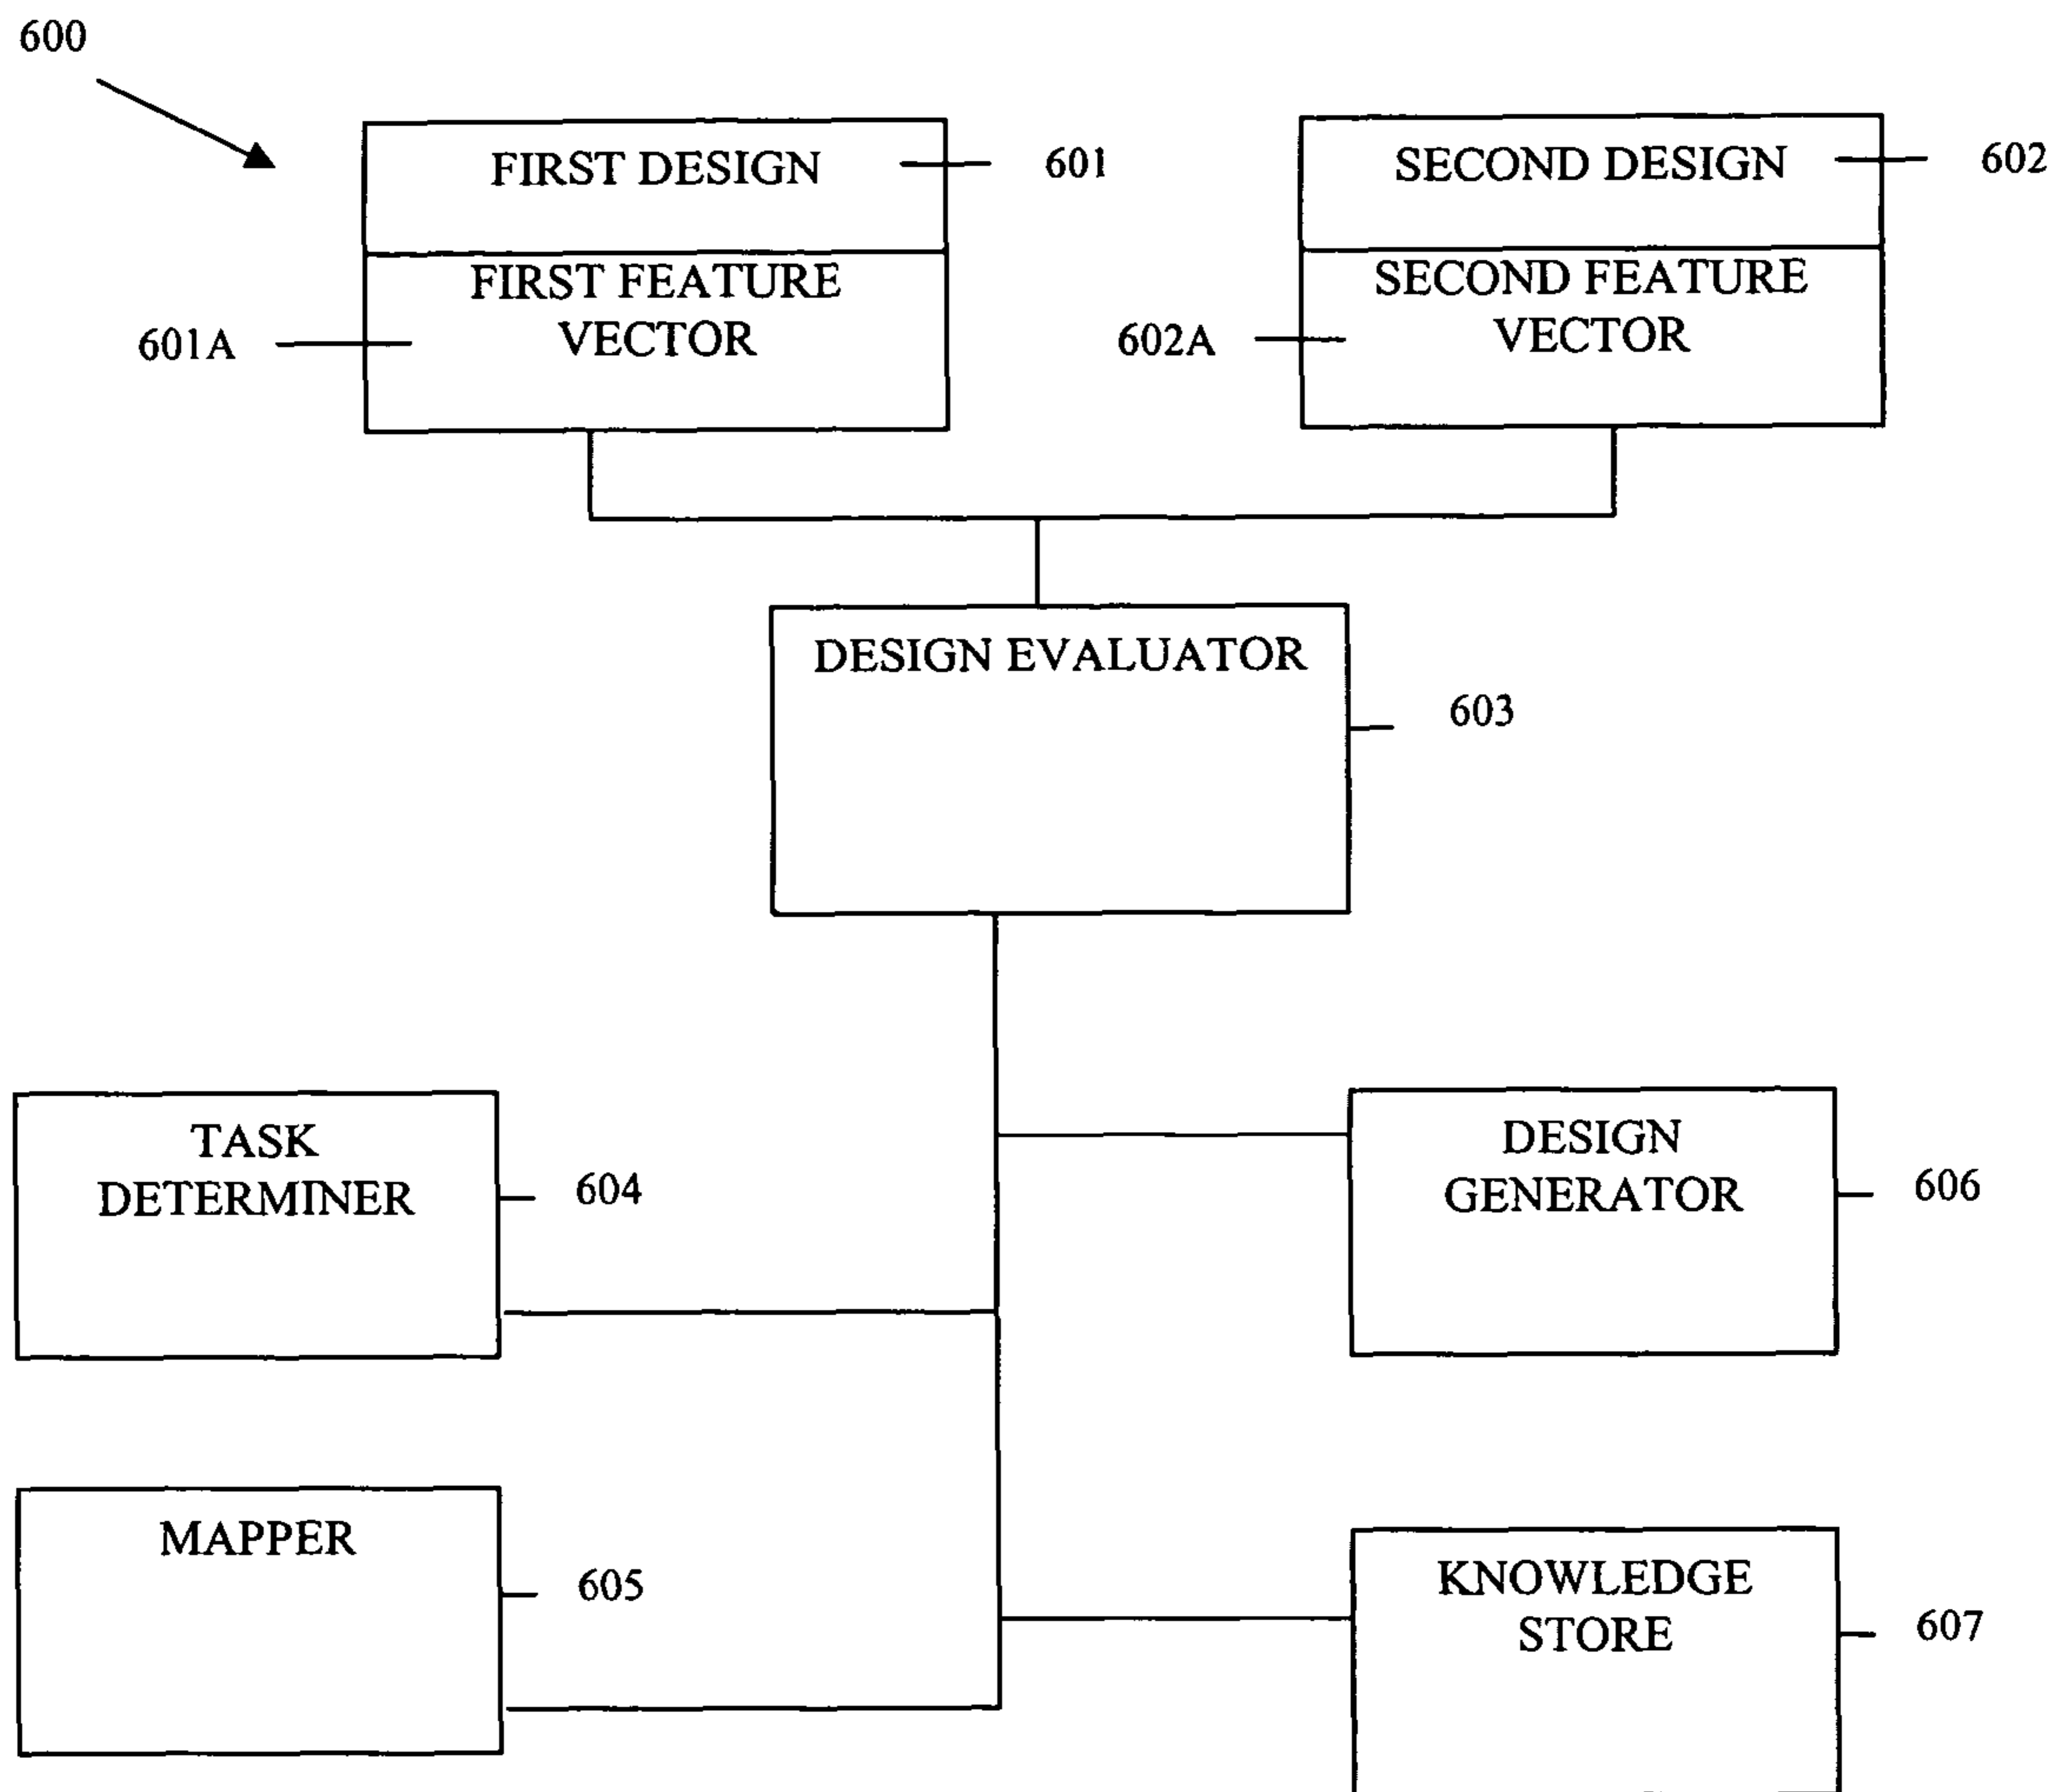 600
FIRST DESIGN
601
SECOND DESIGN
602
FIRST FEATURE
VECTOR
601A
SECOND FEATURE
VECTOR
602A
DESIGN EVALUATOR
603
TASK
DETERMINER
604
DESIGN
GENERATOR
606
MAPPER
605
KNOWLEDGE
STORE
607